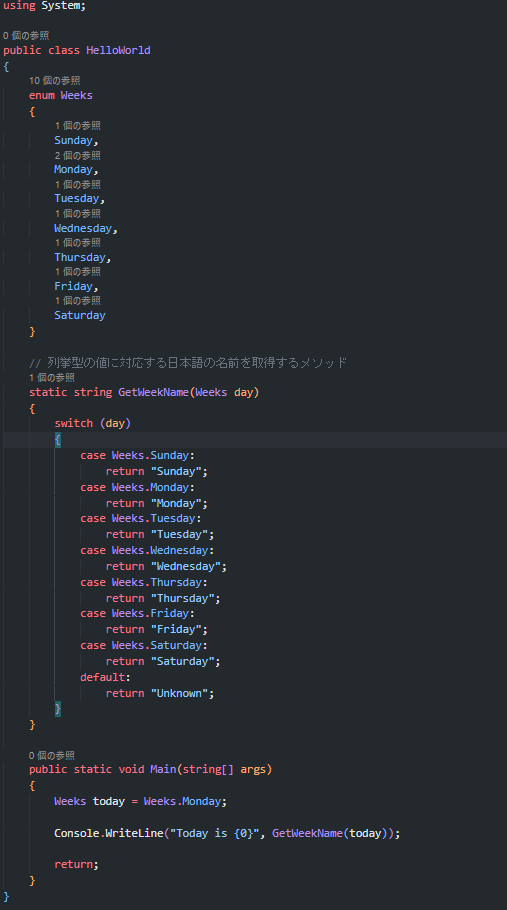 using System;
0 個の参照
public class HelloWorld
{
10 個の参照
enum Weeks
{
1 個の参照
Sunday,
2 個の参照
Monday,
1 個の参照
Tuesday,
1 個の参照
Wednesday,
1 個の参照
Thursday,
1 個の参照
Friday,
1 個の参照
Saturday
}
// 列挙型の値に対応する日本語の名前を取得するメソッド
1 個の参照
static string GetWeekName(Weeks day)
{
switch (day)
{
case Weeks.Sunday:
return "Sunday";
case Weeks.Monday:
return "Monday";
case Weeks.Tuesday:
return "Tuesday";
case Weeks.Wednesday:
return "Wednesday";
case Weeks.Thursday:
return "Thursday";
case Weeks.Friday:
return "Friday";
case Weeks.Saturday:
return "Saturday";
default:
return "Unknown";
}
}
0 個の参照
public static void Main(string[] args)
{
Weeks today = Weeks.Monday;
Console.WriteLine("Today is {0}", GetWeekName(today));
return;
}
}